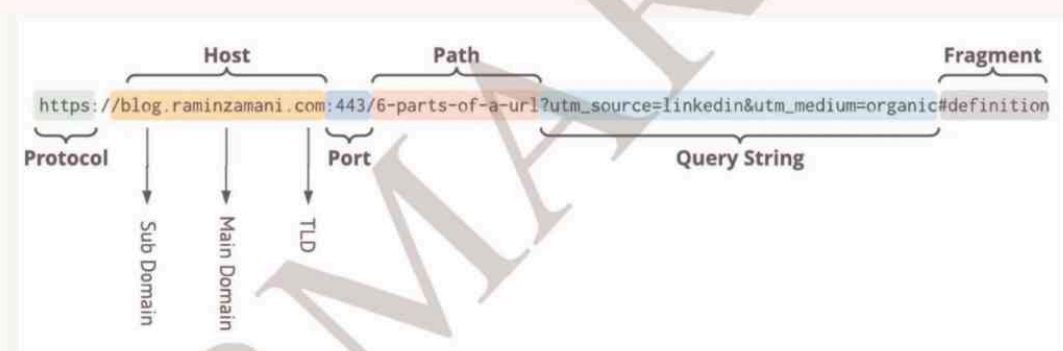 Host Path Fragment
https://blog.raminzamani.com:443/6-parts-of-a-url?utm_source=linkedin&utm_medium=organic#definition
Protocol Port Query String
Sub Domain
Main Domain
TLD